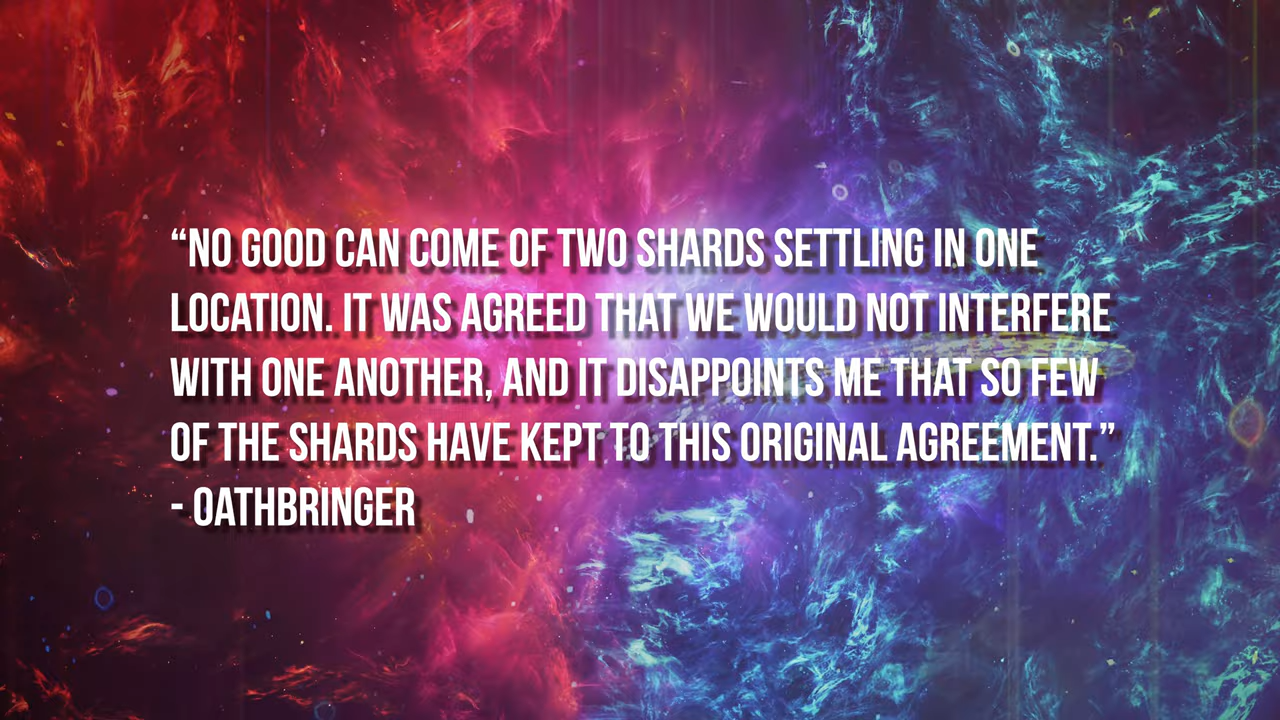 “NO GOOD CAN COME OF TWO SHARDS SETTLING IN ONE
LOCATION. IT WAS AGREED THAT WE WOULD NOT INTERFERE
WITH ONE ANOTHER, AND IT DISAPPOINTS ME THAT SO FEW
OF THE SHARDS HAVE KEPT TO THIS ORIGINAL AGREEMENT.”
- OATHBRINGER